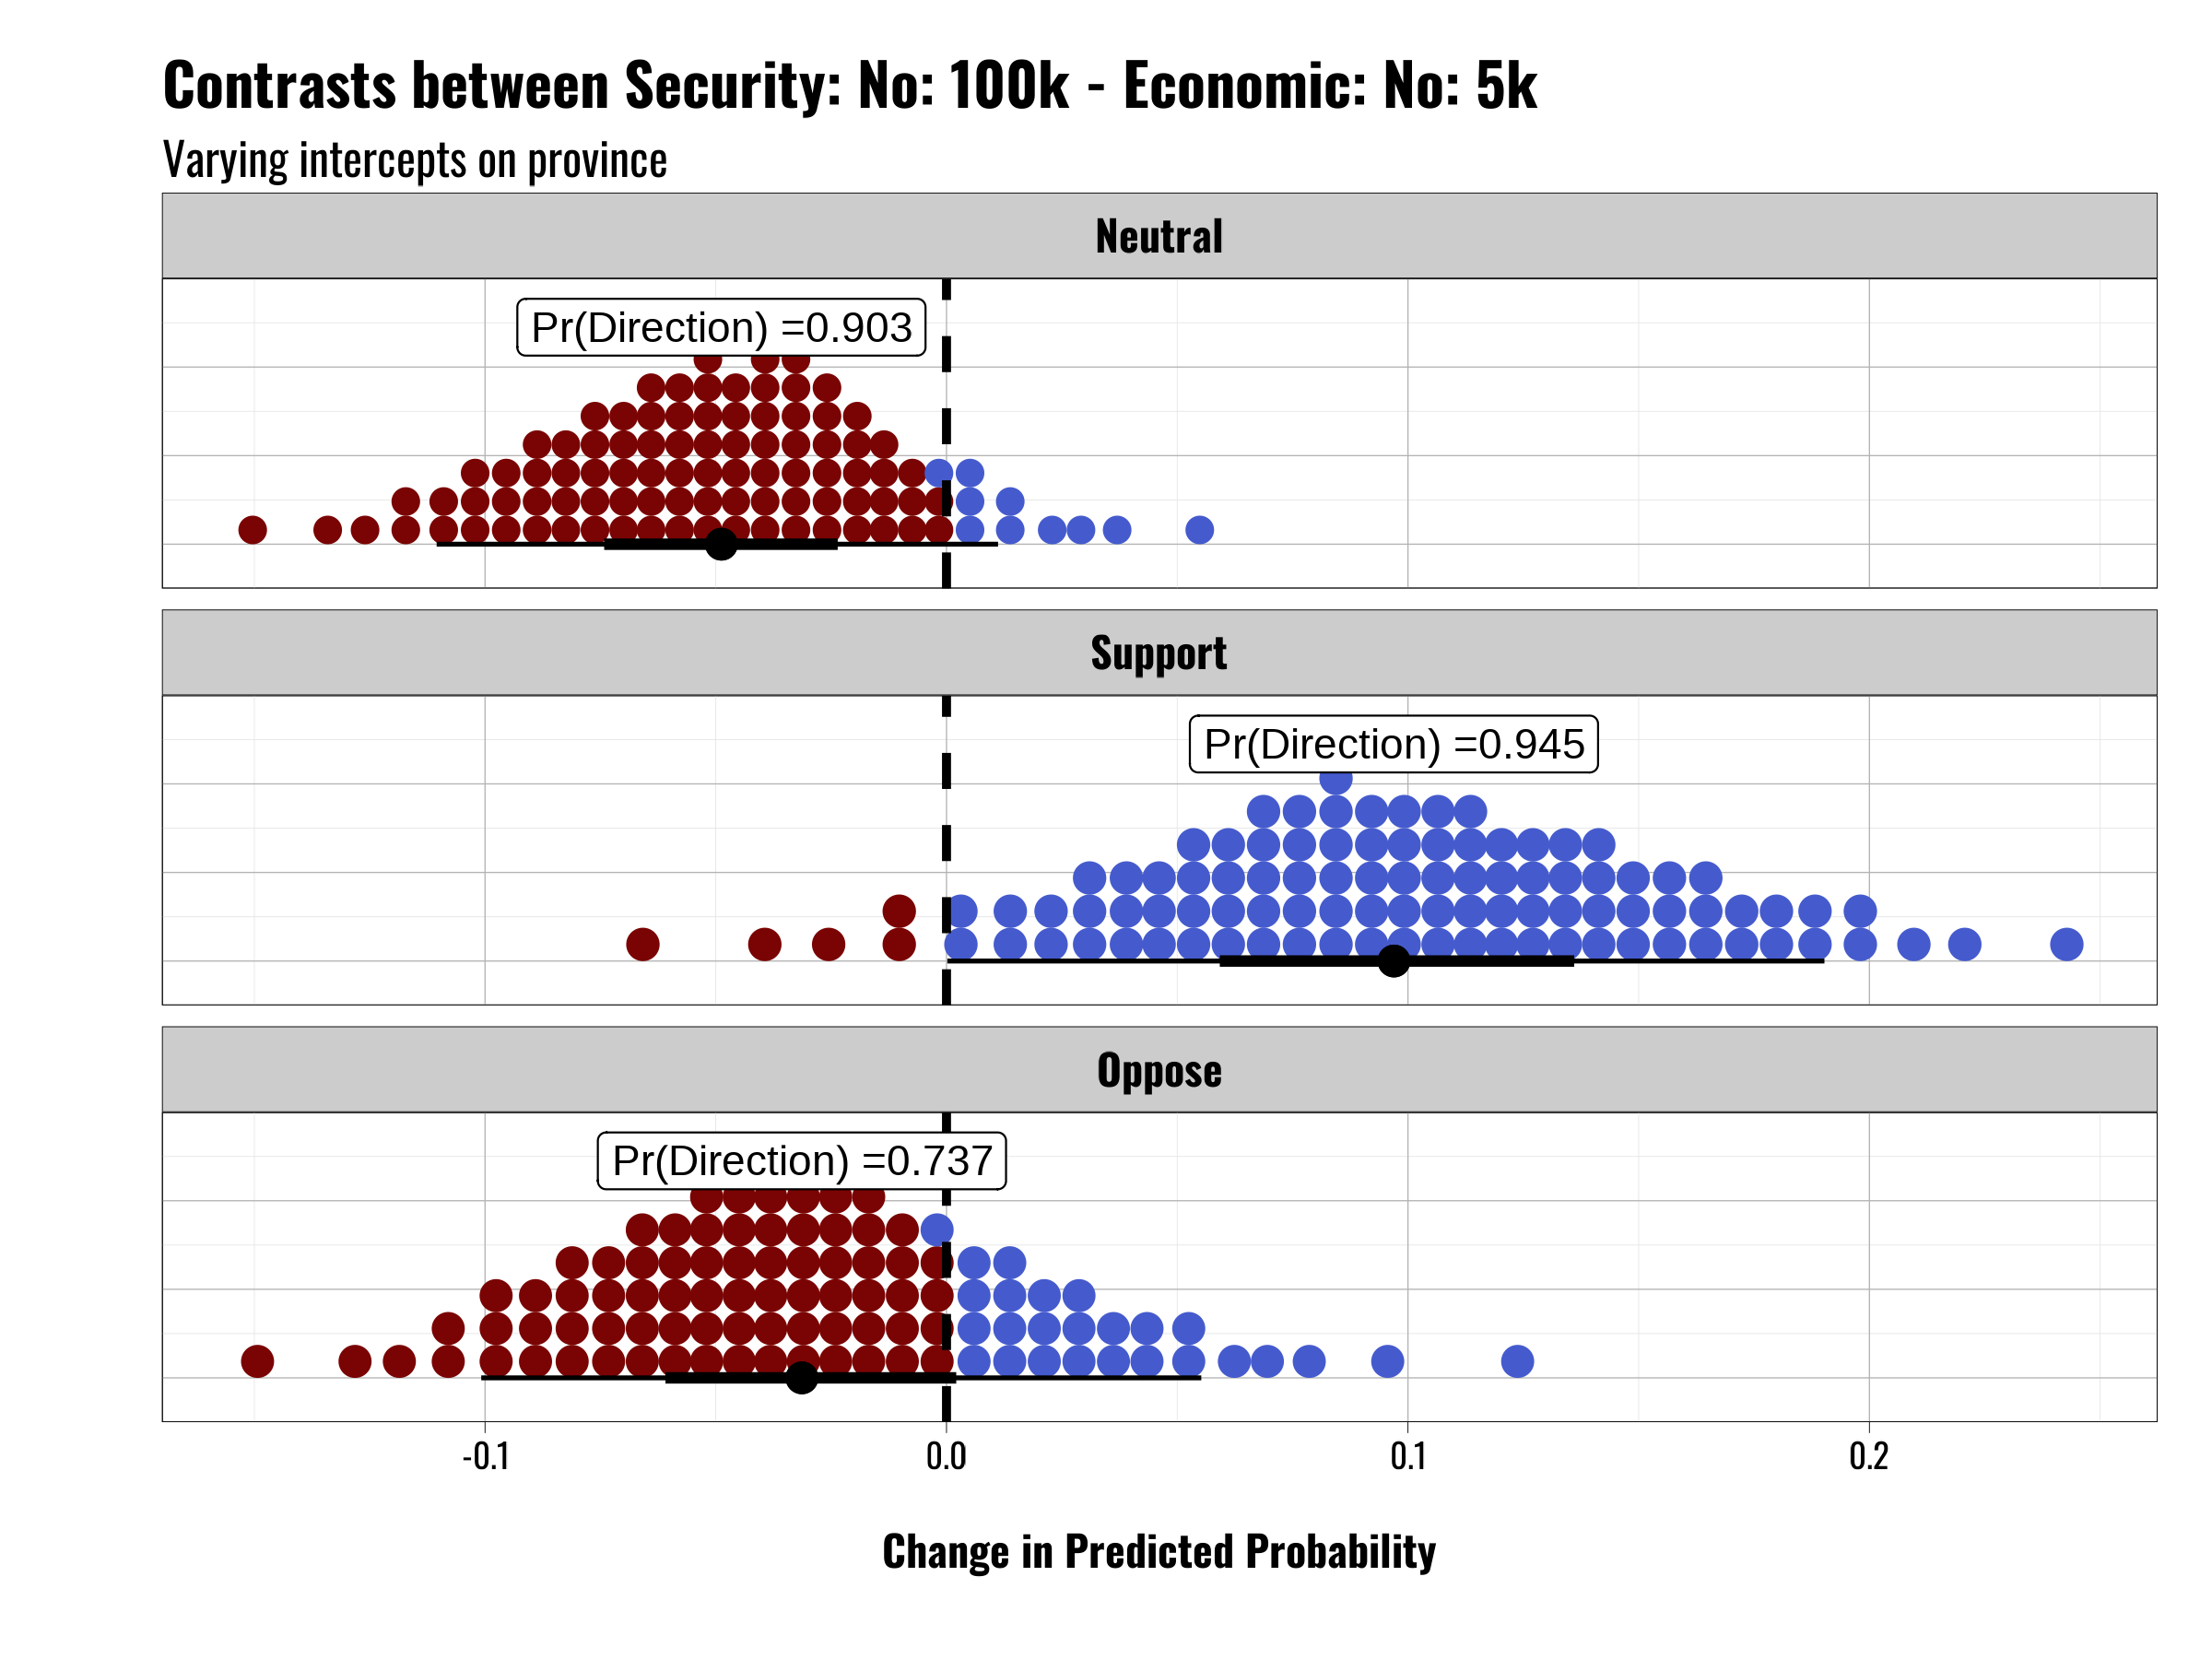 Contrasts between Security: No: 100k - Economic: No: 5k
Varying intercepts on province
Neutral
Pr(Direction) =0.903
Support
Pr(Direction) =0.945
Oppose
Pr(Direction) =0.737
-0.1 0.0 0.1 0.2
Change in Predicted Probability